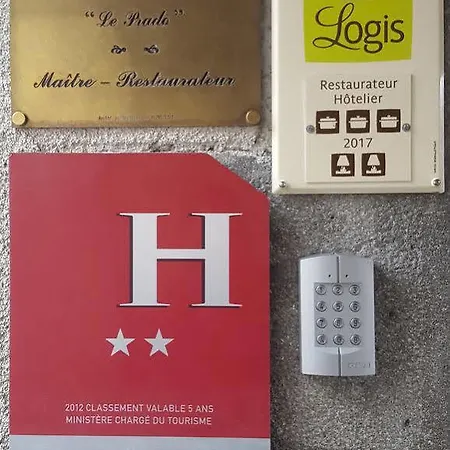 "Le Prado"
Maître - Restaurateur
Logis
Restaurateur
Hôtelier
2017
H
2012 CLASSEMENT VALABLE 5 ANS
MINISTÈRE CHARGÉ DU TOURISME